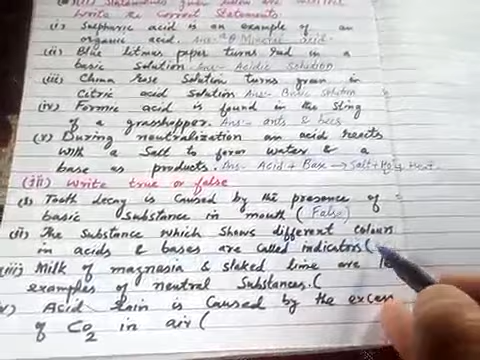 (ii) Statements given below are
Write the correct Statements
(i) Sulphuric acid is an example of an
organic acid. Ans- Mineral acid.
(ii) Blue litmus paper turns red in a
basic Solution Ans- Acidic Solution
(iii) China rose Solution turns green in
Citric acid Solution Ans- Basic Solution
(iv) Formic acid is found in the Sting
of a grasshopper. Ans- ants & bees
(v) During neutralization an acid reacts
with a Salt to form water & a
base as products. Ans- Acid + Base → Salt + H2O + Heat
(iii) Write true or false
(i) Tooth decay is Caused by the presence of
basic Substance in mouth (False)
(ii) The Substance which shows different colours
in acids & bases are called indicators (
(iii) Milk of magnesia & slaked lime are
examples of neutral Substances. (
Acid rain is Caused by the excess
of CO2 in air (